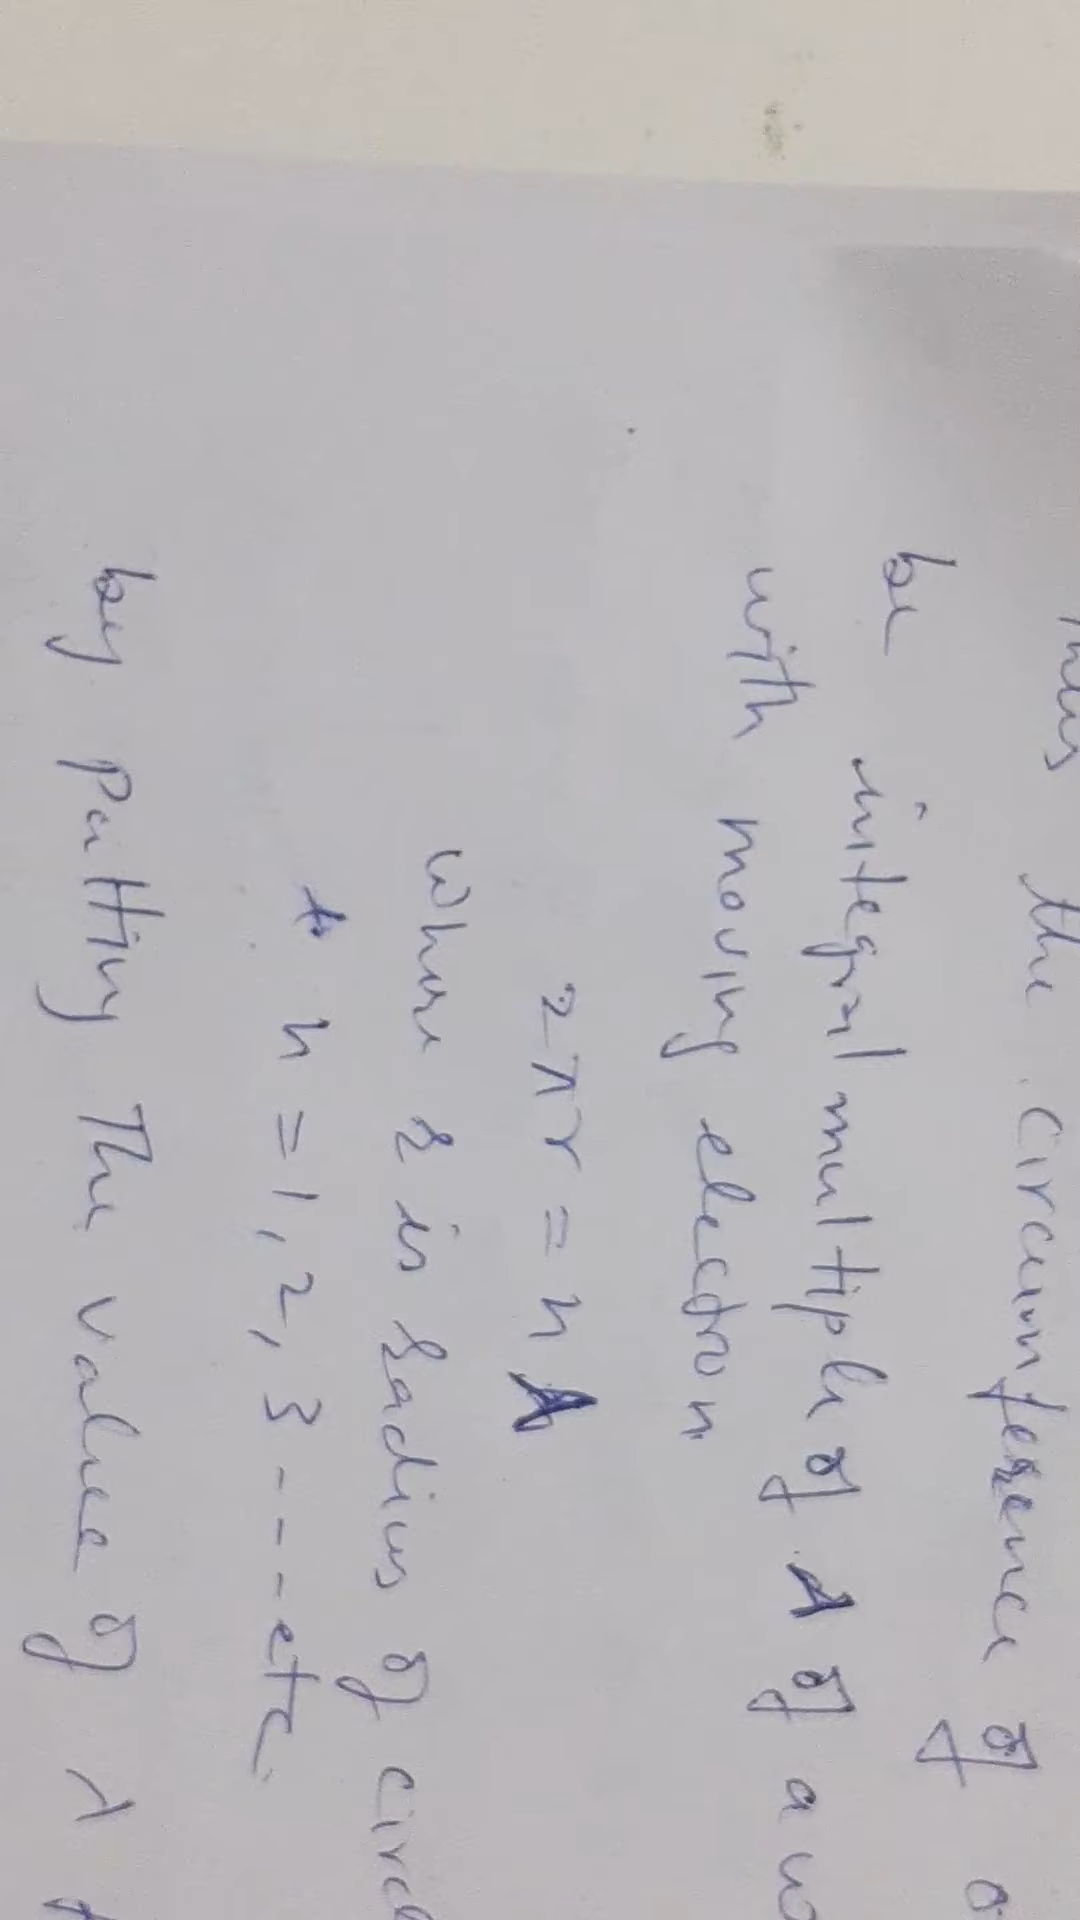 the circumference of
be integral multiple of λ of a
with moving electron
2πr = nλ
where r is radius of
& n = 1, 2, 3 - - - etc.
by putting the value of λ